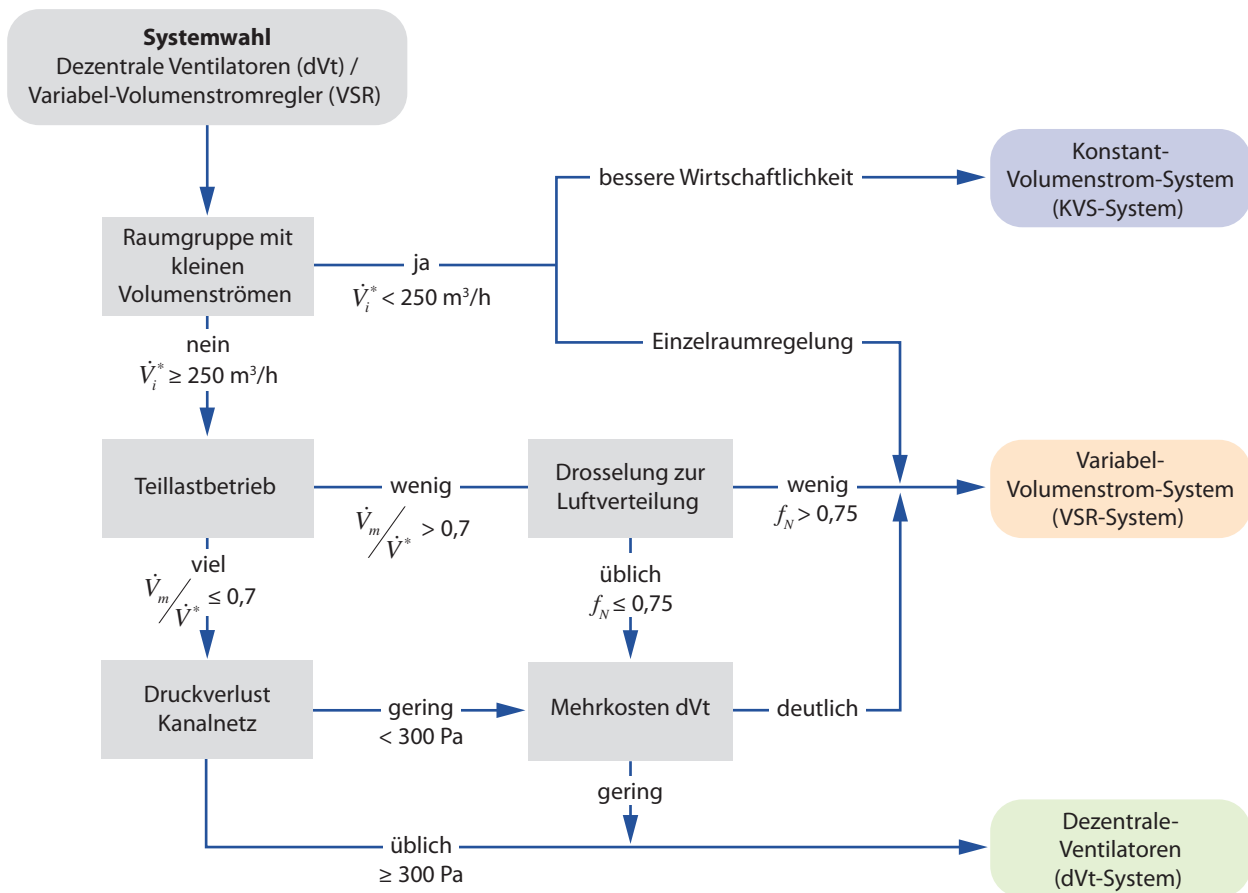 Systemwahl
Dezentrale Ventilatoren (dVt) /
Variabel-Volumenstromregler (VSR)
bessere Wirtschaftlichkeit
Konstant-
Volumenstrom-System
(KVS-System)
Raumgruppe mit
kleinen
Volumenströmen
ja
V̇ᵢ* < 250 m³/h
Einzelraumregelung
nein
V̇ᵢ* ≥ 250 m³/h
Teillastbetrieb
wenig
V̇ₘ/V̇* > 0,7
Drosselung zur
Luftverteilung
wenig
f_N > 0,75
Variabel-
Volumenstrom-System
(VSR-System)
viel
V̇ₘ/V̇* ≤ 0,7
üblich
f_N ≤ 0,75
Druckverlust
Kanalnetz
gering
< 300 Pa
Mehrkosten dVt
deutlich
gering
üblich
≥ 300 Pa
Dezentrale-
Ventilatoren
(dVt-System)